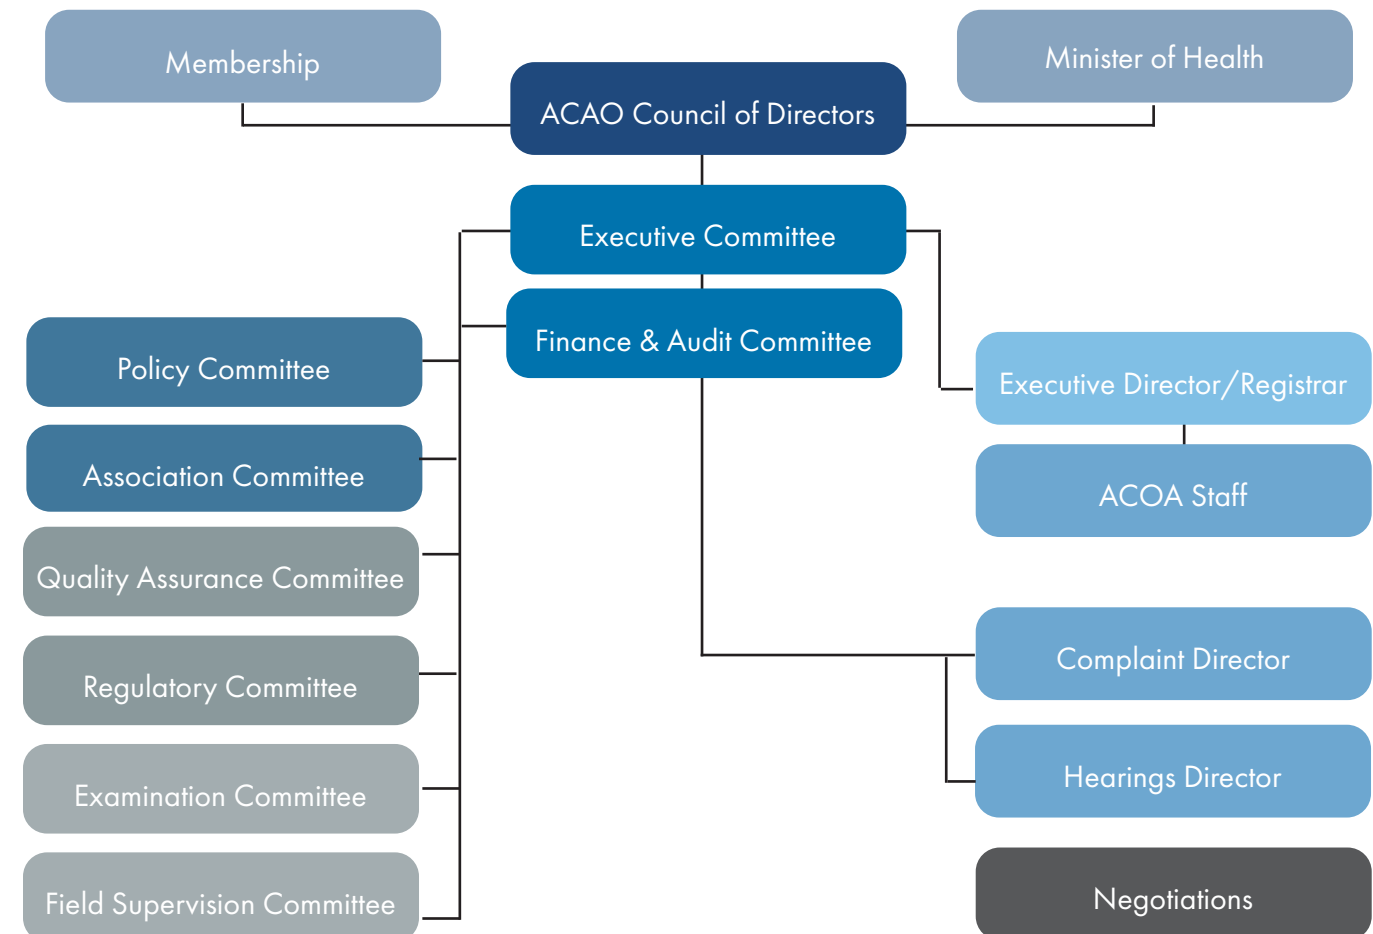 Membership
Minister of Health
ACAO Council of Directors
Executive Committee
Finance & Audit Committee
Policy Committee
Association Committee
Quality Assurance Committee
Regulatory Committee
Examination Committee
Field Supervision Committee
Executive Director/Registrar
ACOA Staff
Complaint Director
Hearings Director
Negotiations